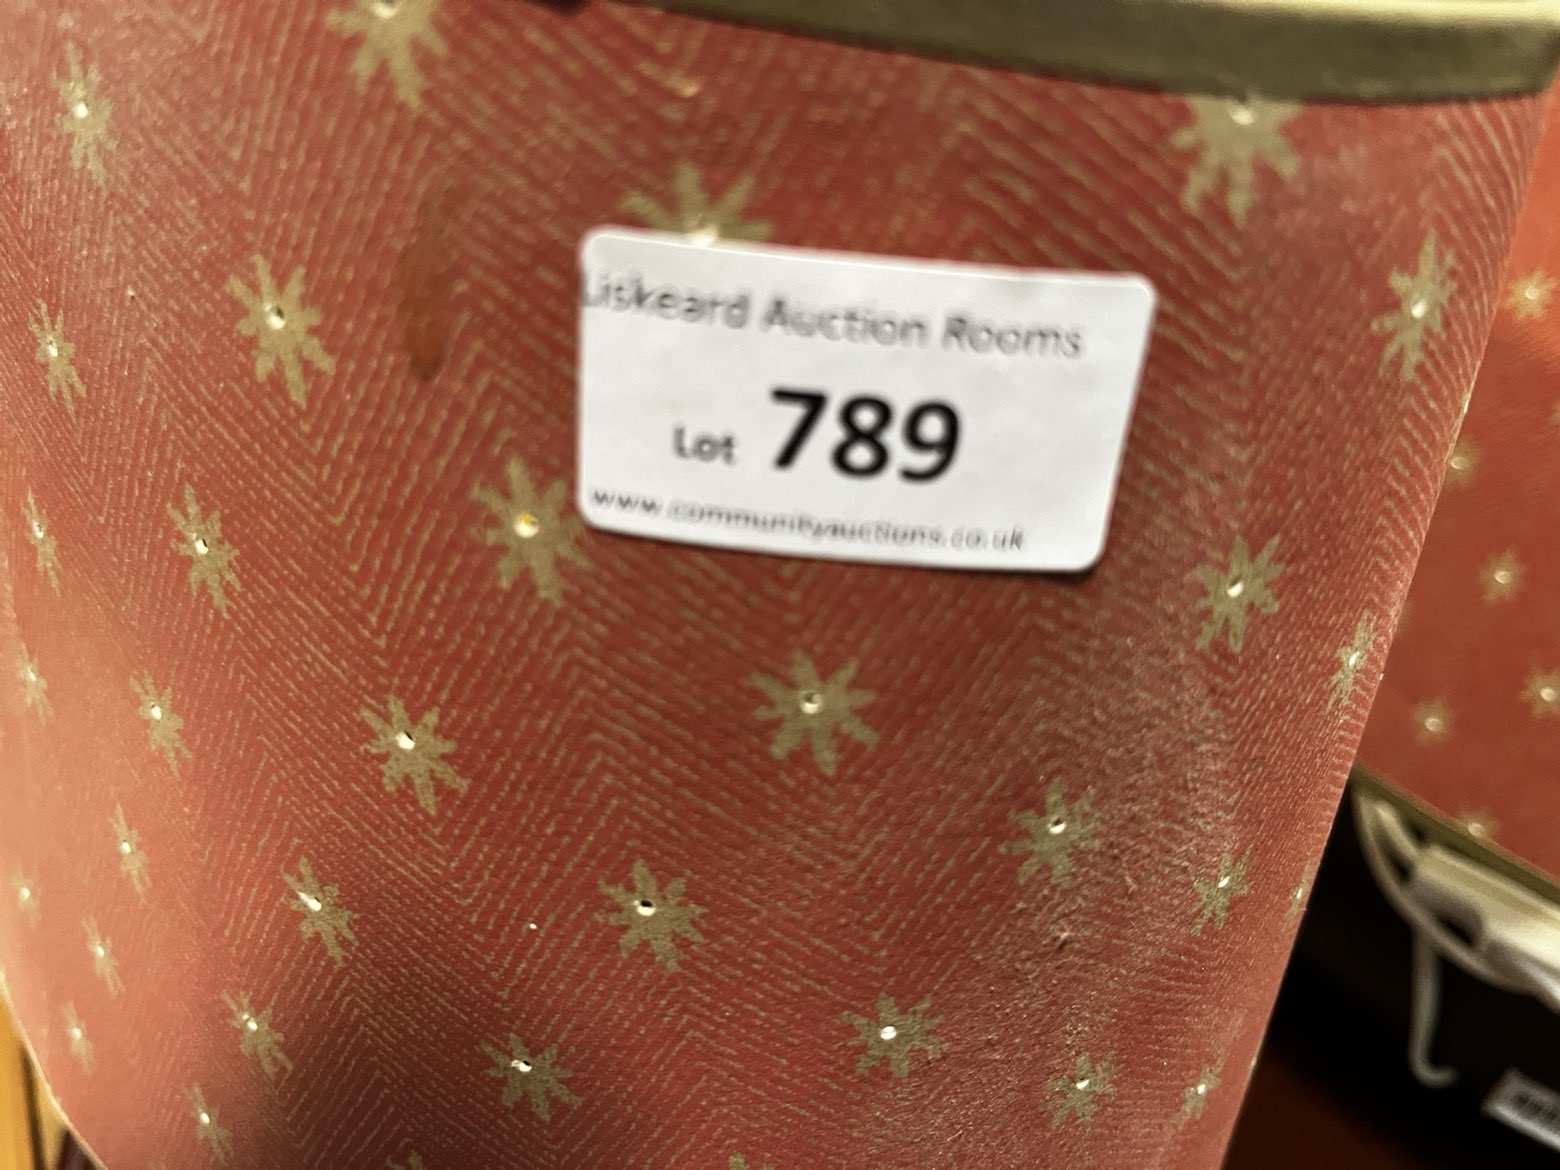 Liskeard Auction Rooms
Lot 789
www.communityauctions.co.uk